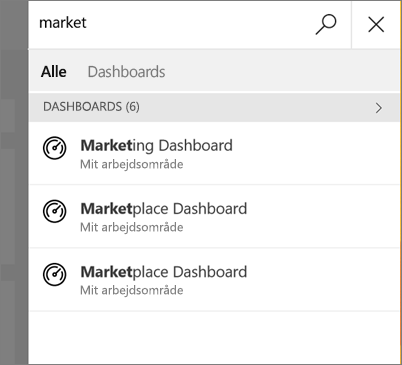 market
Alle Dashboards
DASHBOARDS (6)
Marketing Dashboard
Mit arbejdsområde
Marketplace Dashboard
Mit arbejdsområde
Marketplace Dashboard
Mit arbejdsområde